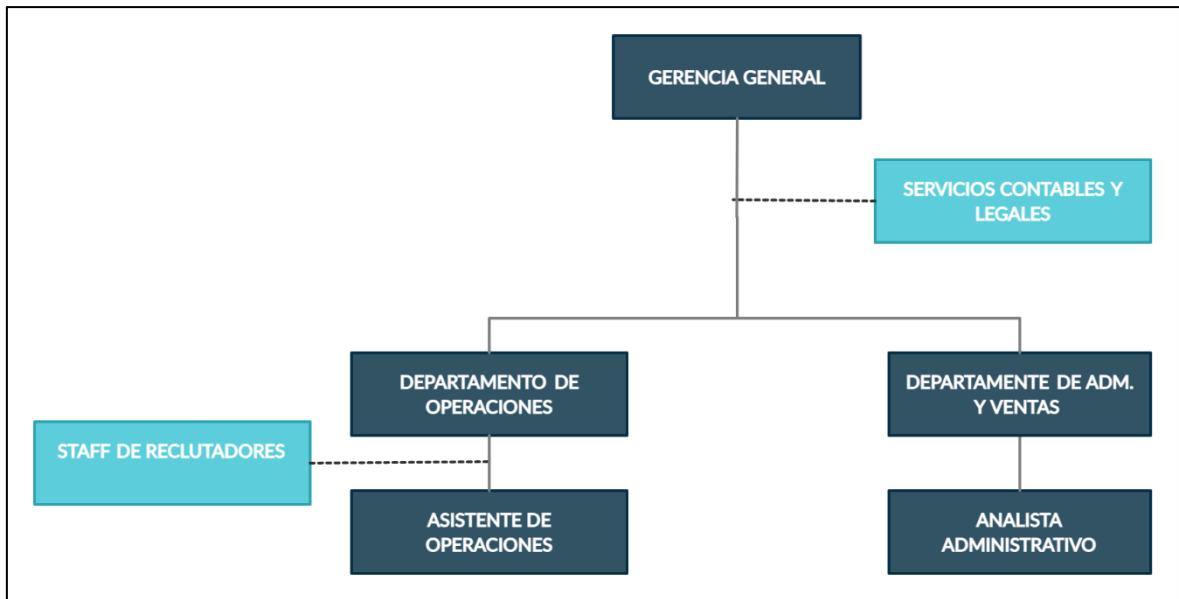 GERENCIA GENERAL
SERVICIOS CONTABLES Y
LEGALES
DEPARTAMENTO DE
OPERACIONES
DEPARTAMENTE DE ADM.
Y VENTAS
STAFF DE RECLUTADORES
ASISTENTE DE
OPERACIONES
ANALISTA
ADMINISTRATIVO